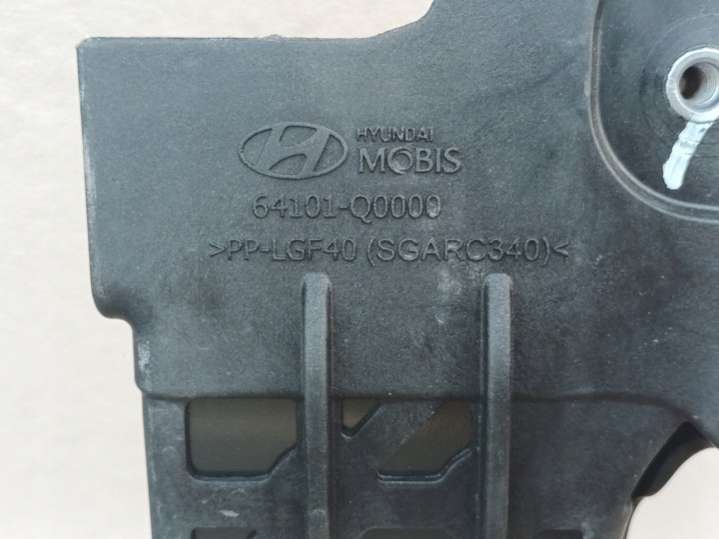 HYUNDAI
MOBIS
64101-Q0000
>PP-LGF40 (SGARC340)<